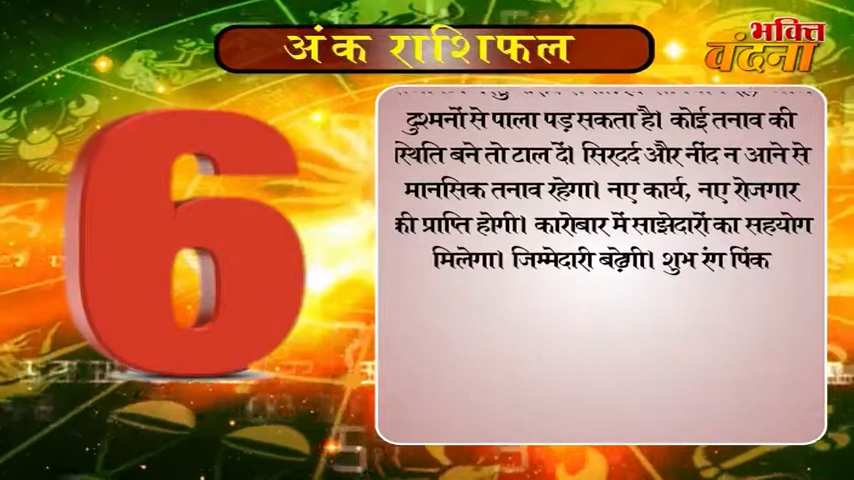 अंक राशिफल
भक्ति
वंदना
6
दुश्मनों से पाला पड़ सकता है। कोई तनाव की
स्थिति बने तो टाल दें। सिरदर्द और नींद न आने से
मानसिक तनाव रहेगा। नए कार्य, नए रोजगार
की प्राप्ति होगी। कारोबार में साझेदारों का सहयोग
मिलेगा। जिम्मेदारी बढ़ेगी। शुभ रंग पिंक